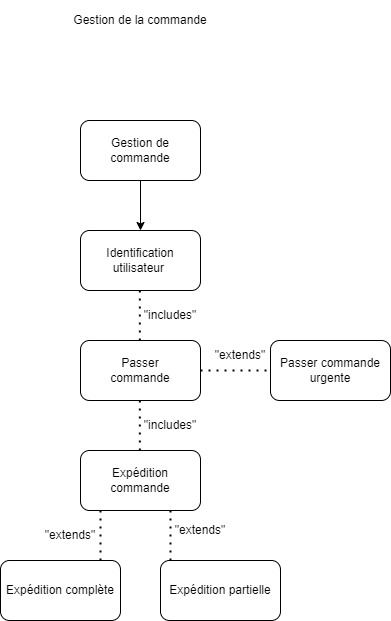 Gestion de la commande
Gestion de
commande
Identification
utilisateur
"includes"
Passer
commande
"extends"
Passer commande
urgente
"includes"
Expédition
commande
"extends"
"extends"
Expédition complète
Expédition partielle